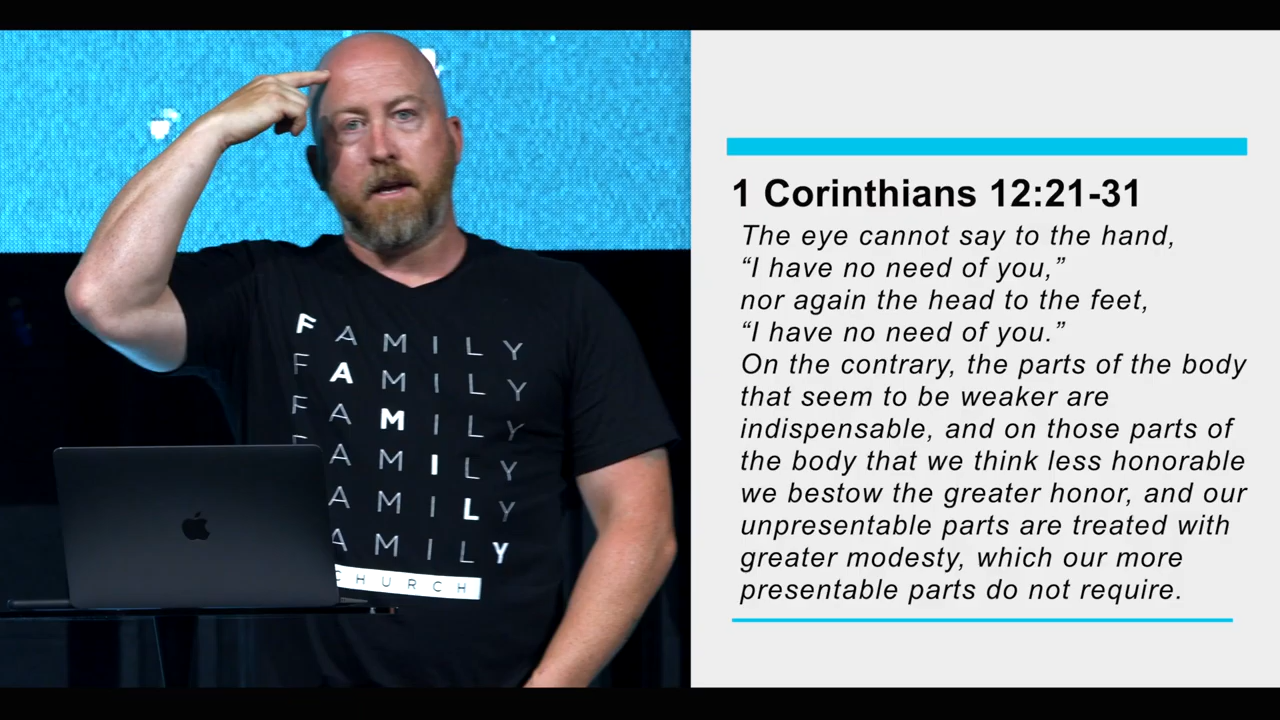 FAMILY
FAMILY
FAMILY
AMILY
AMILY
AMILY
CHURCH
1 Corinthians 12:21-31
The eye cannot say to the hand,
“I have no need of you,”
nor again the head to the feet,
“I have no need of you.”
On the contrary, the parts of the body
that seem to be weaker are
indispensable, and on those parts of
the body that we think less honorable
we bestow the greater honor, and our
unpresentable parts are treated with
greater modesty, which our more
presentable parts do not require.